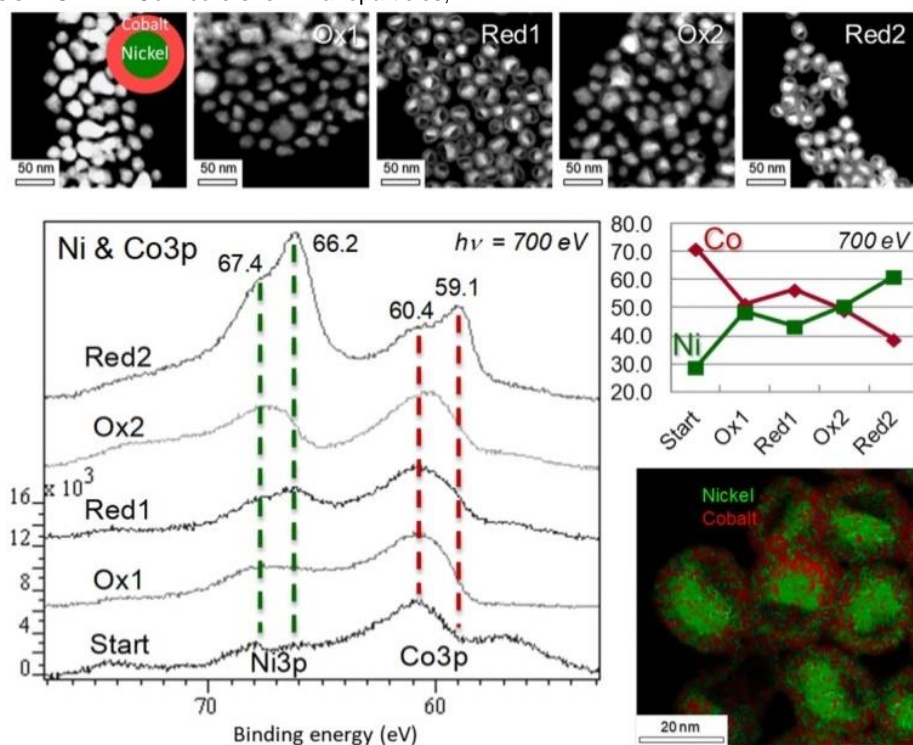 Cobalt
Nickel
Ox1
Red1
Ox2
Red2
50 nm
50 nm
50 nm
50 nm
50 nm
Ni & Co3p
hν = 700 eV
67.4
66.2
60.4
59.1
Red2
Ox2
Red1
Ox1
Start
x 10³
16
12
8
4
0
Ni3p
Co3p
70
60
Binding energy (eV)
80.0
70.0
60.0
50.0
40.0
30.0
20.0
Co
Ni
700 eV
Start
Ox1
Red1
Ox2
Red2
Nickel
Cobalt
20 nm